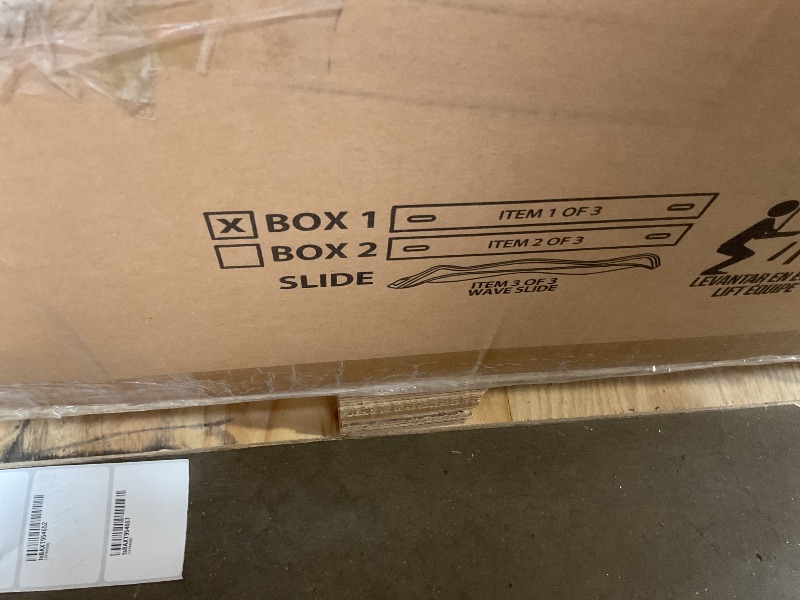 X BOX 1 ITEM 1 OF 3
BOX 2 ITEM 2 OF 3
SLIDE ITEM 3 OF 3
WAVE SLIDE
LEVANTAR EN E
LIFT EQUIPE